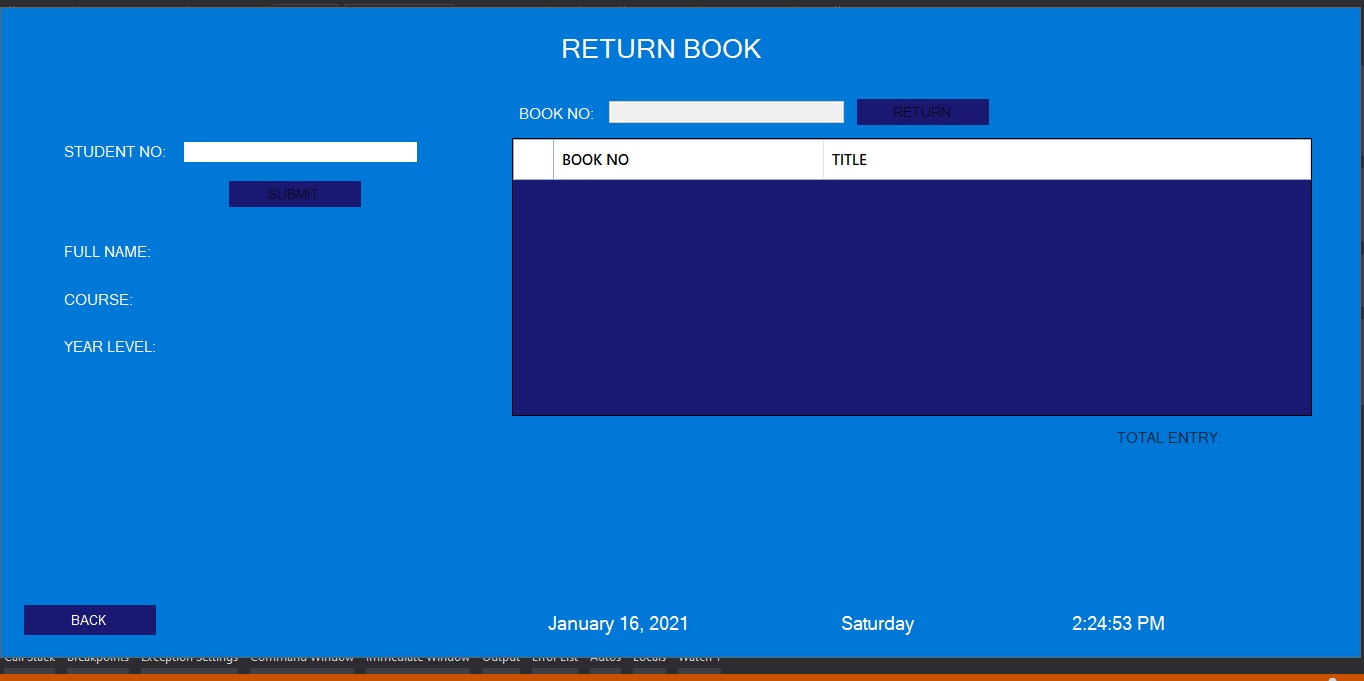 RETURN BOOK
BOOK NO:
RETURN
STUDENT NO:
BOOK NO TITLE
SUBMIT
FULL NAME:
COURSE:
YEAR LEVEL:
TOTAL ENTRY:
BACK
January 16, 2021 Saturday 2:24:53 PM
Call Stack Breakpoints Exception Settings Command Window Immediate Window Output Error List Autos Locals Watch 1